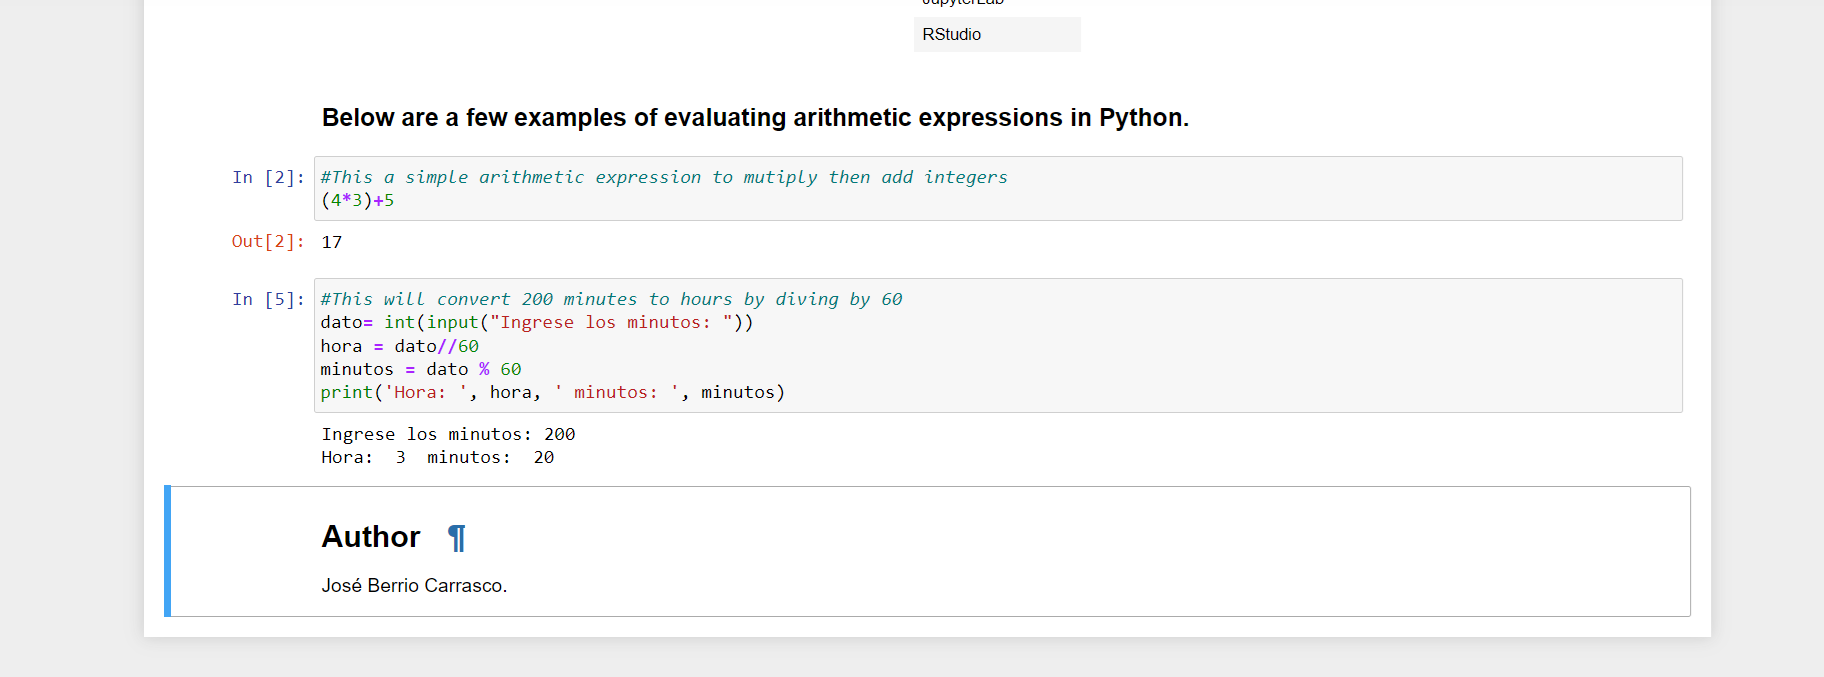 JupyterLab
RStudio
Below are a few examples of evaluating arithmetic expressions in Python.
In [2]: #This a simple arithmetic expression to mutiply then add integers
(4*3)+5
Out[2]: 17
In [5]: #This will convert 200 minutes to hours by diving by 60
dato= int(input("Ingrese los minutos: "))
hora = dato//60
minutos = dato % 60
print('Hora: ', hora, ' minutos: ', minutos)
Ingrese los minutos: 200
Hora:  3  minutos:  20
Author ¶
José Berrio Carrasco.